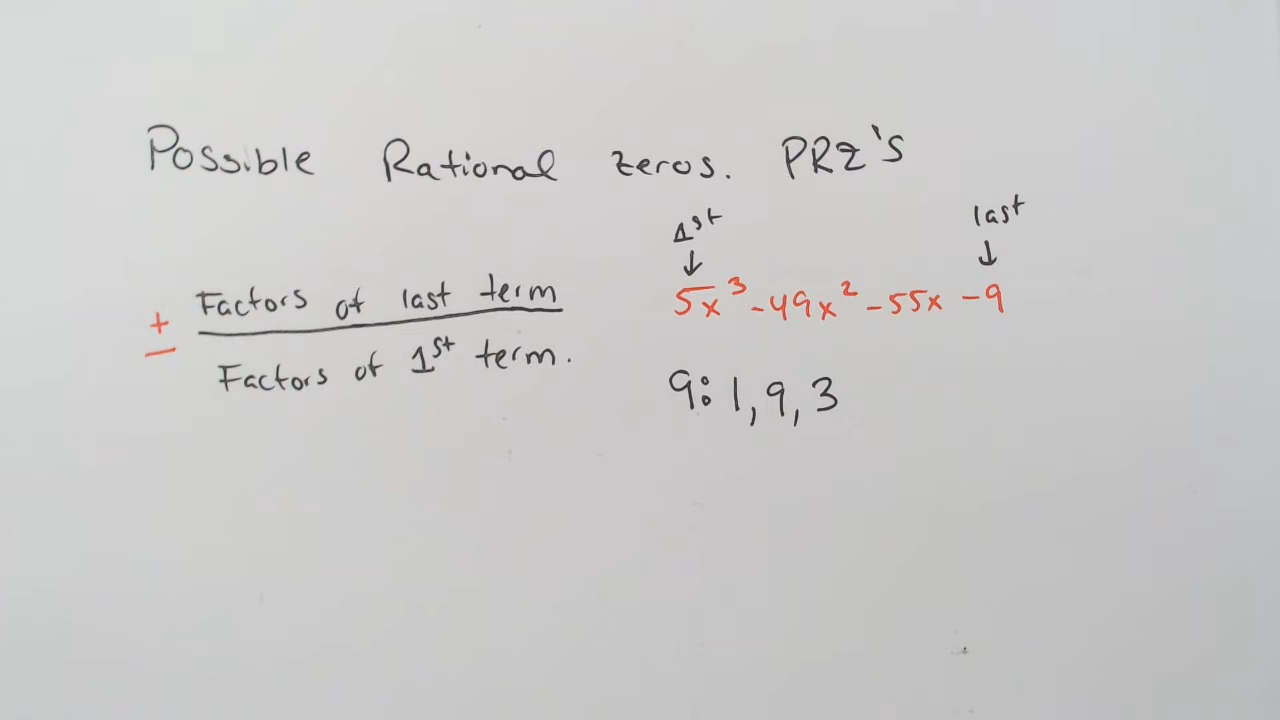 Possible Rational zeros. PRZ's
1st last
↓ ↓
+ Factors of last term
– Factors of 1st term.
5x³ -49x² -55x -9
9: 1, 9, 3